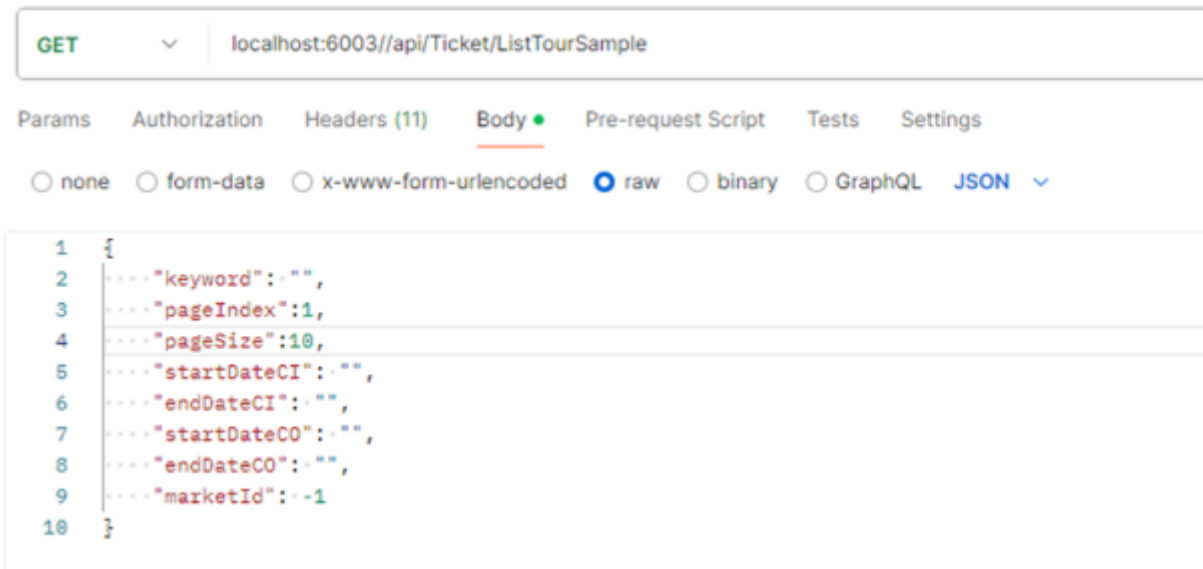 GET localhost:6003//api/Ticket/ListTourSample
Params Authorization Headers (11) Body Pre-request Script Tests Settings
none form-data x-www-form-urlencoded raw binary GraphQL JSON
1 {
2 "keyword": "",
3 "pageIndex":1,
4 "pageSize":10,
5 "startDateCI": "",
6 "endDateCI": "",
7 "startDateCO": "",
8 "endDateCO": "",
9 "marketId": -1
10 }